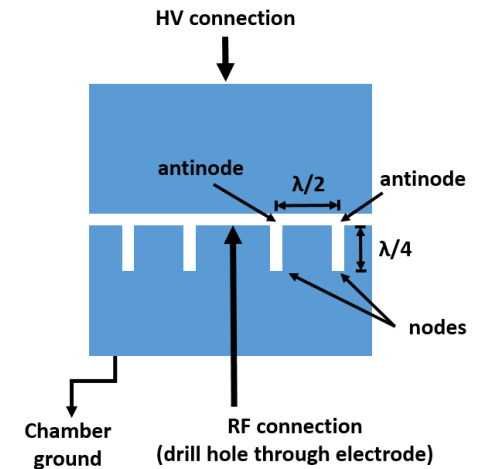 HV connection
antinode
λ/2
antinode
λ/4
nodes
Chamber
ground
RF connection
(drill hole through electrode)